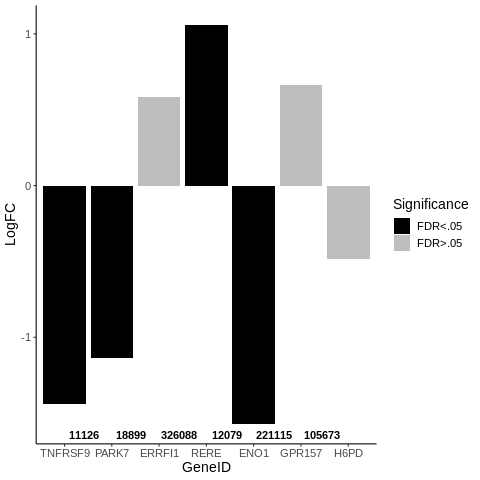 1
0
-1
LogFC
11126 18899 326088 12079 221115 105673
TNFRSF9 PARK7 ERRFI1 RERE ENO1 GPR157 H6PD
GeneID
Significance
FDR<.05
FDR>.05